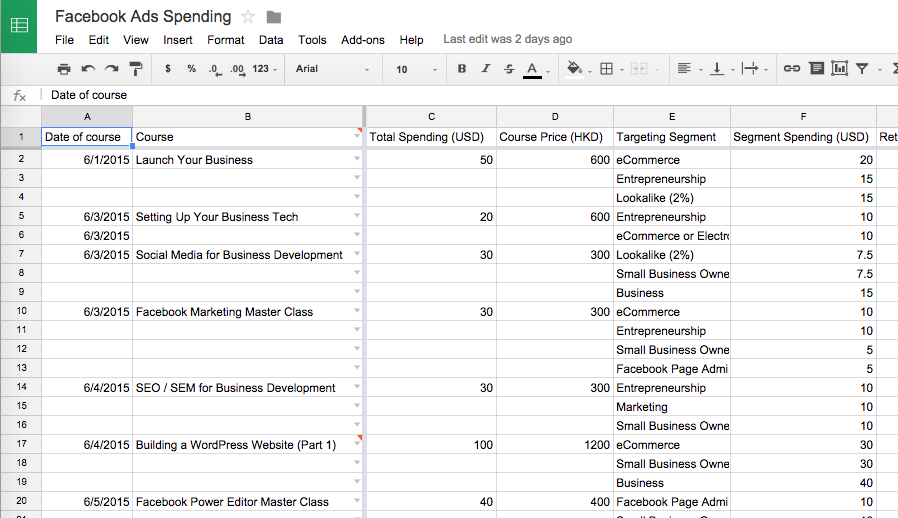 Facebook Ads Spending
File Edit View Insert Format Data Tools Add-ons Help Last edit was 2 days ago
$ % .0 .00 123 Arial 10 B I S A Σ
fx Date of course
A B C D E F
1 Date of course Course Total Spending (USD) Course Price (HKD) Targeting Segment Segment Spending (USD) Ret
2 6/1/2015 Launch Your Business 50 600 eCommerce 20
3 Entrepreneurship 15
4 Lookalike (2%) 15
5 6/3/2015 Setting Up Your Business Tech 20 600 Entrepreneurship 10
6 6/3/2015 eCommerce or Electro 10
7 6/3/2015 Social Media for Business Development 30 300 Lookalike (2%) 7.5
8 Small Business Owne 7.5
9 Business 15
10 6/3/2015 Facebook Marketing Master Class 30 300 eCommerce 10
11 Entrepreneurship 10
12 Small Business Owne 5
13 Facebook Page Admi 5
14 6/4/2015 SEO / SEM for Business Development 30 300 Entrepreneurship 10
15 Marketing 10
16 Small Business Owne 10
17 6/4/2015 Building a WordPress Website (Part 1) 100 1200 eCommerce 30
18 Small Business Owne 30
19 Business 40
20 6/5/2015 Facebook Power Editor Master Class 40 400 Facebook Page Admi 10